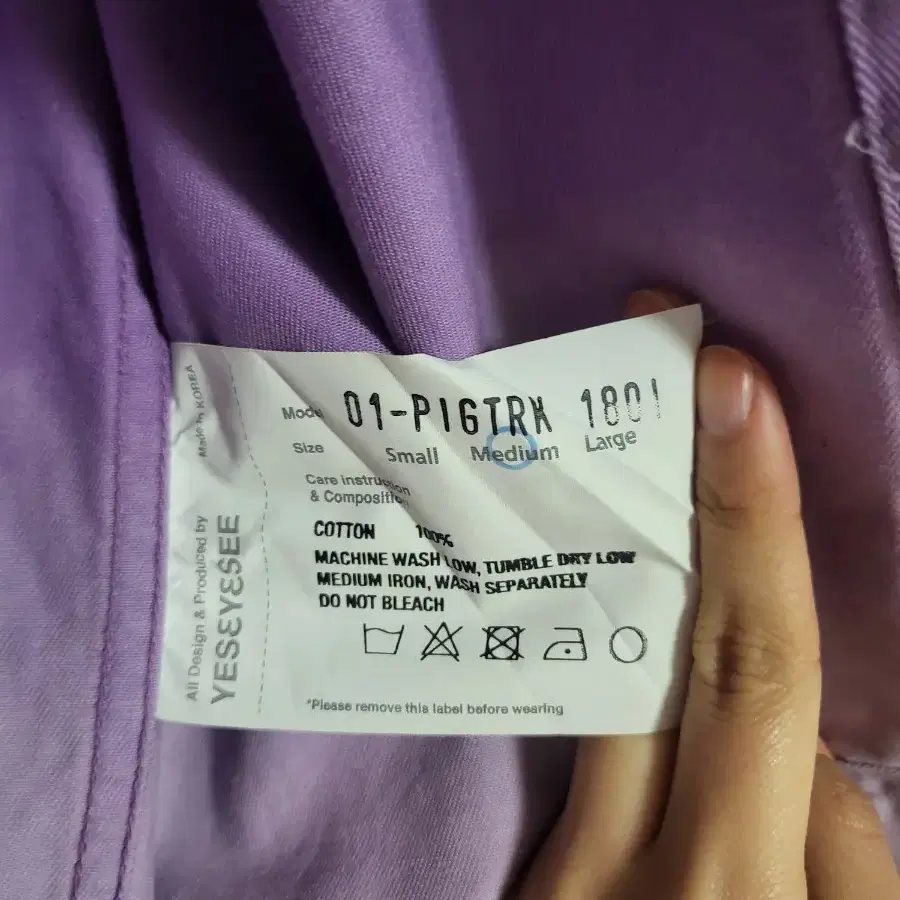 Made in KOREA
All Design & Produced by
YESEYESEE
Model 01-PIGTRK 1801
Size Small Medium Large
Care instruction
& Composition
COTTON 100%
MACHINE WASH LOW, TUMBLE DRY LOW
MEDIUM IRON, WASH SEPARATELY
DO NOT BLEACH
*Please remove this label before wearing